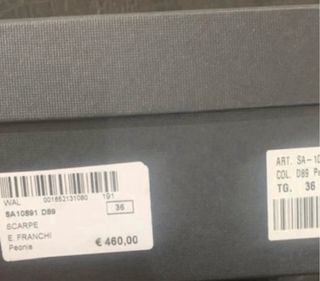 WAL 001852131080 191
SA10891 D89 36
SCARPE
E. FRANCHI
Peonia
€ 460,00
ART. SA-10
COL. D89 Pe
TG. 36